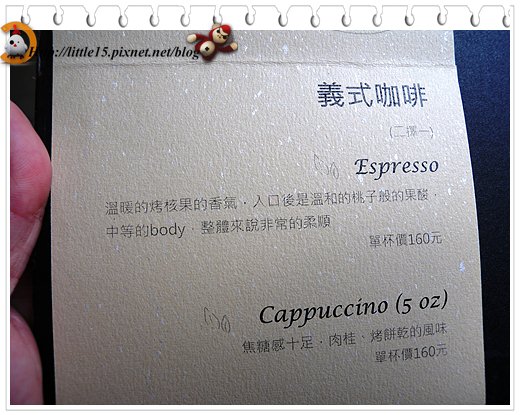 Http://little15.pixnet.net/blog
義式咖啡
(二擇一)
Espresso
溫暖的烤核果的香氣，入口後是溫和的桃子般的果酸，
中等的body，整體來說非常的柔順
單杯價160元
Cappuccino (5 oz)
焦糖感十足，肉桂、烤餅乾的風味
單杯價160元